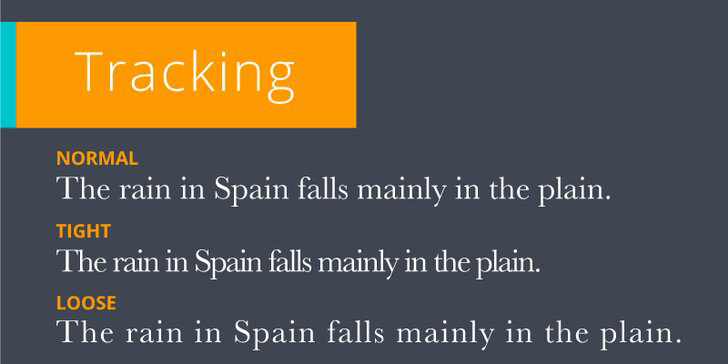 Tracking
NORMAL
The rain in Spain falls mainly in the plain.
TIGHT
The rain in Spain falls mainly in the plain.
LOOSE
The rain in Spain falls mainly in the plain.